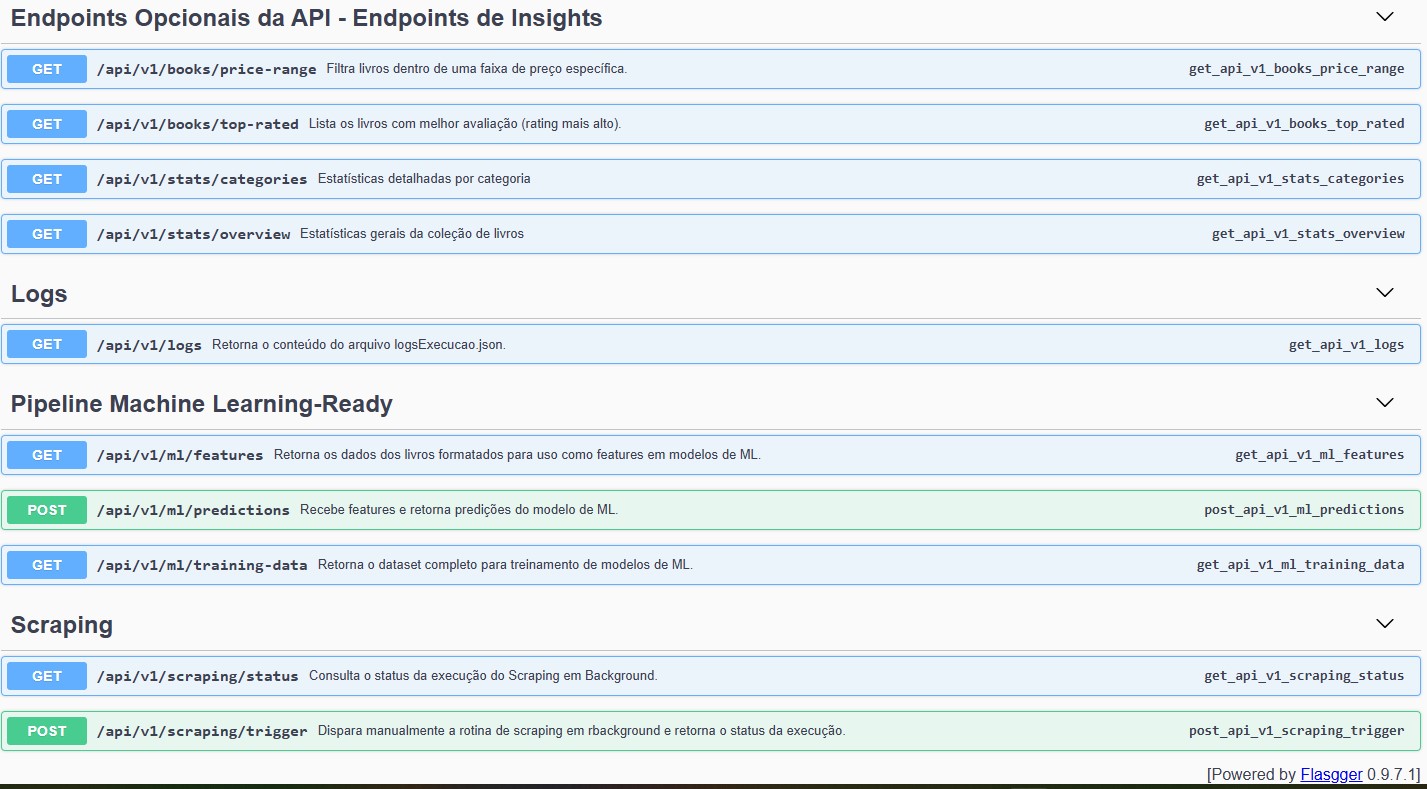 Endpoints Opcionais da API - Endpoints de Insights
GET /api/v1/books/price-range Filtra livros dentro de uma faixa de preço específica. get_api_v1_books_price_range
GET /api/v1/books/top-rated Lista os livros com melhor avaliação (rating mais alto). get_api_v1_books_top_rated
GET /api/v1/stats/categories Estatísticas detalhadas por categoria get_api_v1_stats_categories
GET /api/v1/stats/overview Estatísticas gerais da coleção de livros get_api_v1_stats_overview
Logs
GET /api/v1/logs Retorna o conteúdo do arquivo logsExecucao.json. get_api_v1_logs
Pipeline Machine Learning-Ready
GET /api/v1/ml/features Retorna os dados dos livros formatados para uso como features em modelos de ML. get_api_v1_ml_features
POST /api/v1/ml/predictions Recebe features e retorna predições do modelo de ML. post_api_v1_ml_predictions
GET /api/v1/ml/training-data Retorna o dataset completo para treinamento de modelos de ML. get_api_v1_ml_training_data
Scraping
GET /api/v1/scraping/status Consulta o status da execução do Scraping em Background. get_api_v1_scraping_status
POST /api/v1/scraping/trigger Dispara manualmente a rotina de scraping em rbackground e retorna o status da execução. post_api_v1_scraping_trigger
[Powered by Flasgger 0.9.7.1]